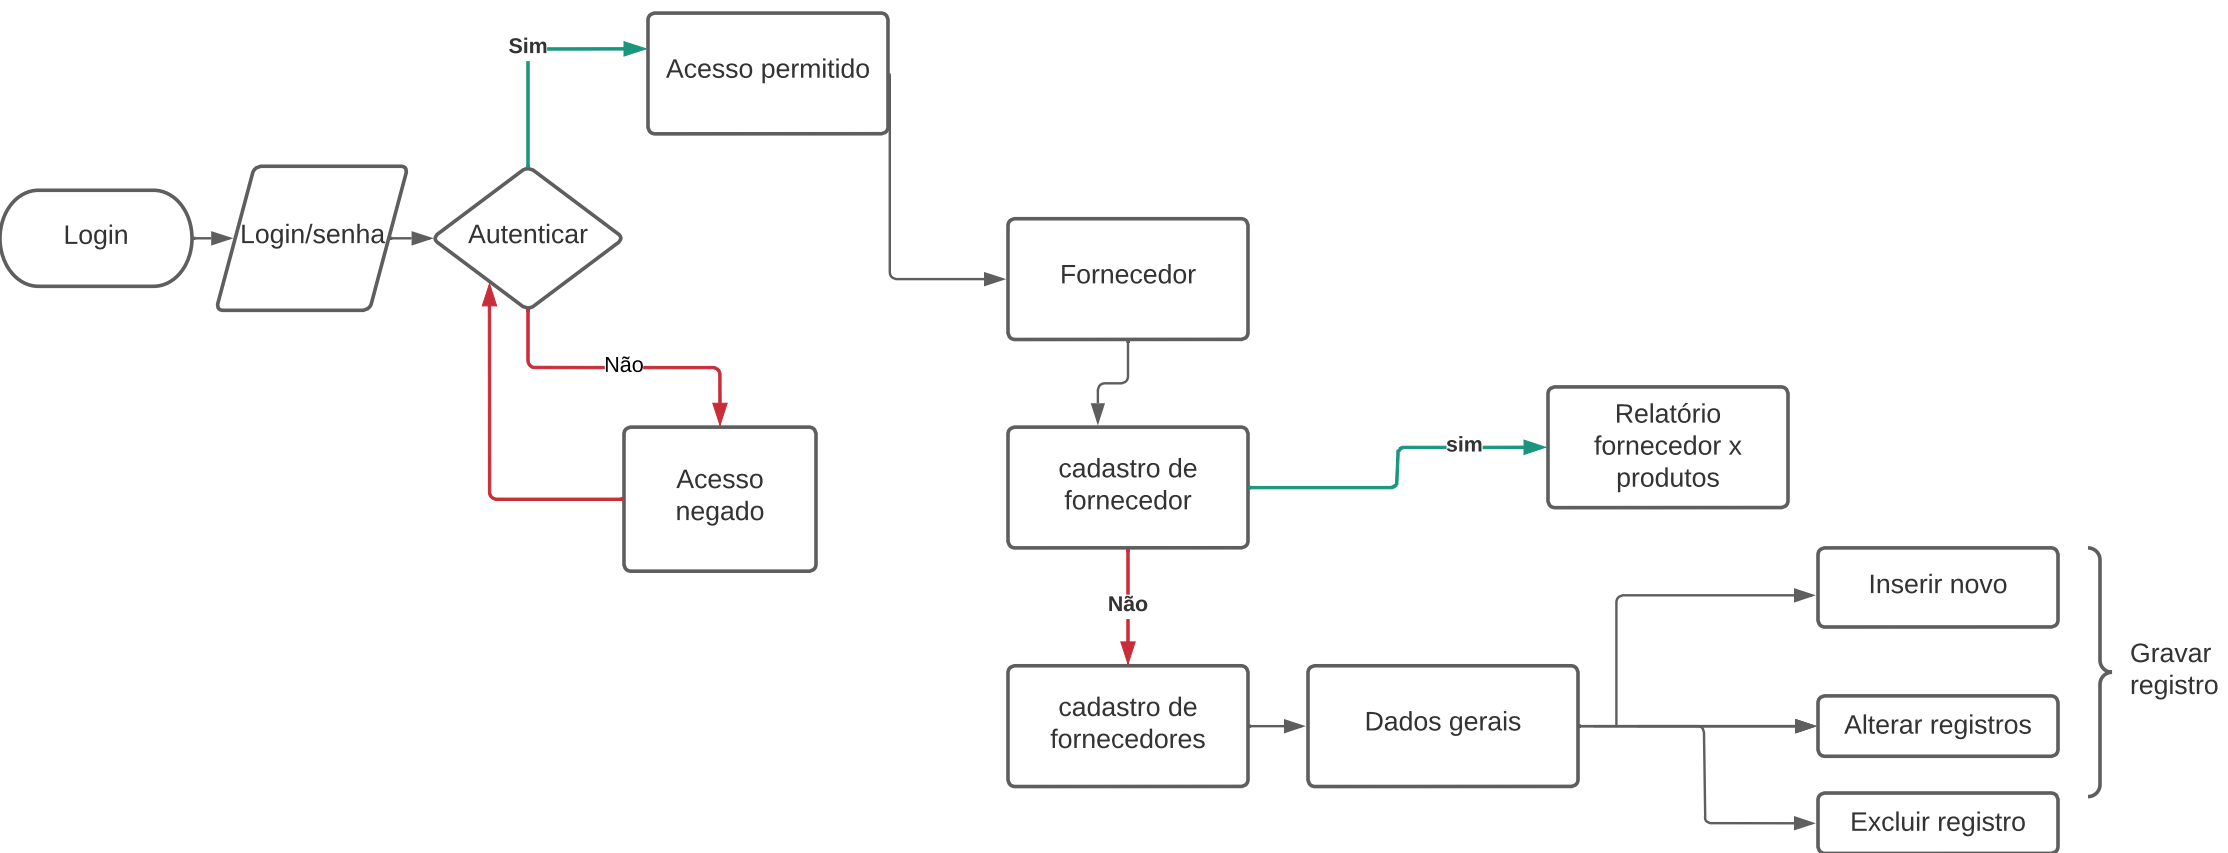 Sim
Acesso permitido
Login
Login/senha
Autenticar
Fornecedor
Não
Acesso
negado
cadastro de
fornecedor
sim
Relatório
fornecedor x
produtos
Não
cadastro de
fornecedores
Dados gerais
Inserir novo
Alterar registros
Excluir registro
Gravar
registro